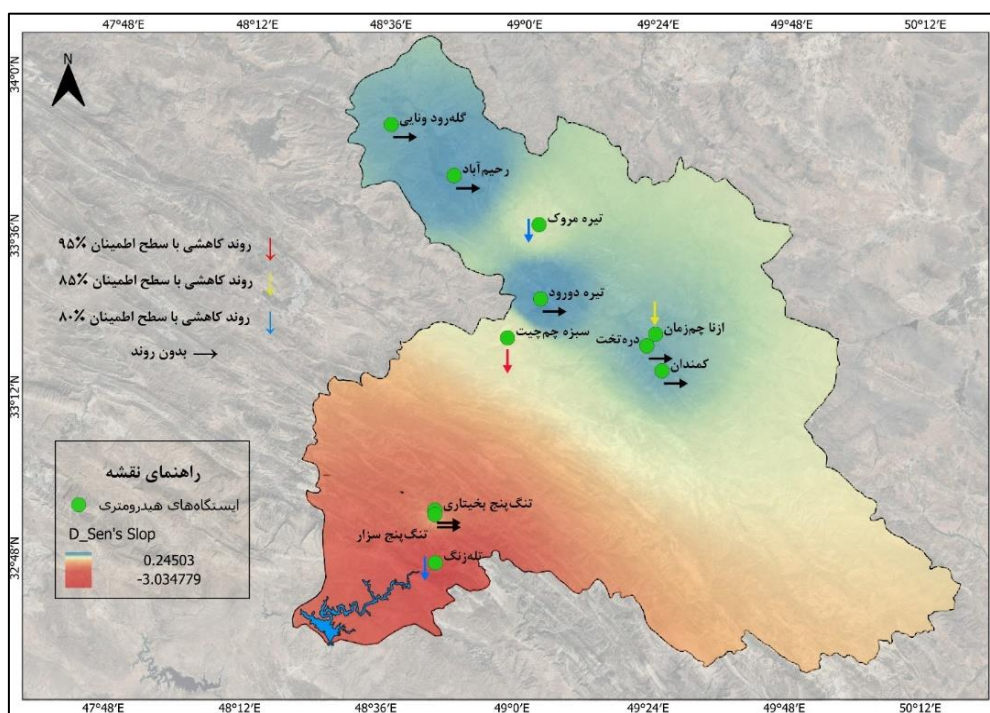 47°48'E 48°12'E 48°36'E 49°0'E 49°24'E 49°48'E 50°12'E
34°0'N
33°36'N
33°12'N
32°48'N
N
گله‌رود ونایی
رحیم‌آباد
تیره مروک
تیره دورود
سبزه چم‌چیت
ازنا چم‌زمان
دره‌تخت
کمندان
تنگ‌پنج بختیاری
تنگ‌پنج سزار
تله‌زنگ
روند کاهشی با سطح اطمینان ۹۵%
روند کاهشی با سطح اطمینان ۸۵%
روند کاهشی با سطح اطمینان ۸۰%
بدون روند
راهنمای نقشه
ایستگاه‌های هیدرومتری
D_Sen's Slop
0.24503
-3.034779
47°48'E 48°12'E 48°36'E 49°0'E 49°24'E 49°48'E 50°12'E